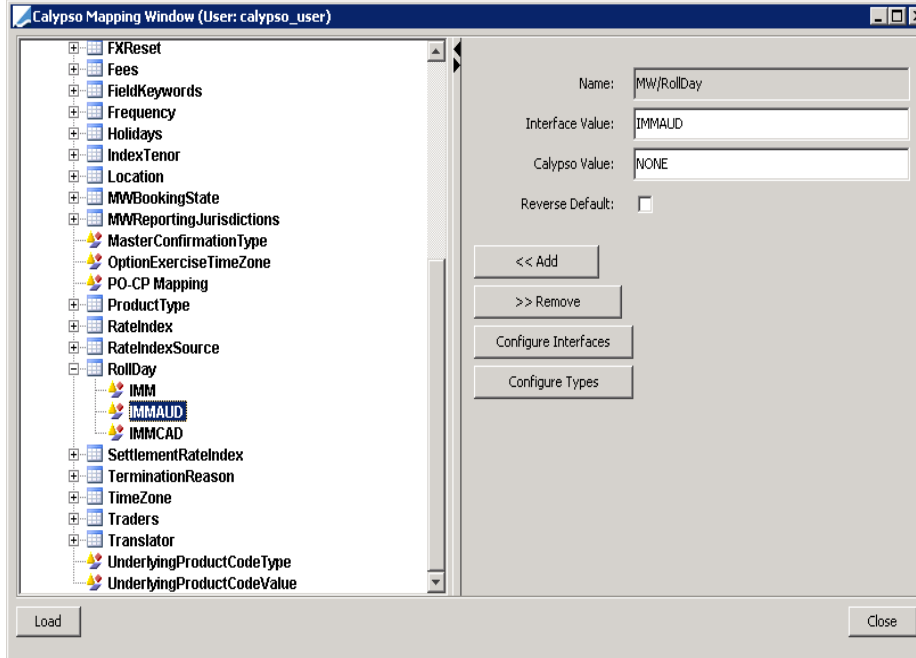 Calypso Mapping Window (User: calypso_user)
FXReset
Fees
FieldKeywords
Frequency
Holidays
IndexTenor
Location
MWBookingState
MWReportingJurisdictions
MasterConfirmationType
OptionExerciseTimeZone
PO-CP Mapping
ProductType
RateIndex
RateIndexSource
RollDay
IMM
IMMAUD
IMMCAD
SettlementRateIndex
TerminationReason
TimeZone
Traders
Translator
UnderlyingProductCodeType
UnderlyingProductCodeValue
Name: MW/RollDay
Interface Value: IMMAUD
Calypso Value: NONE
Reverse Default:
<< Add
>> Remove
Configure Interfaces
Configure Types
Load
Close